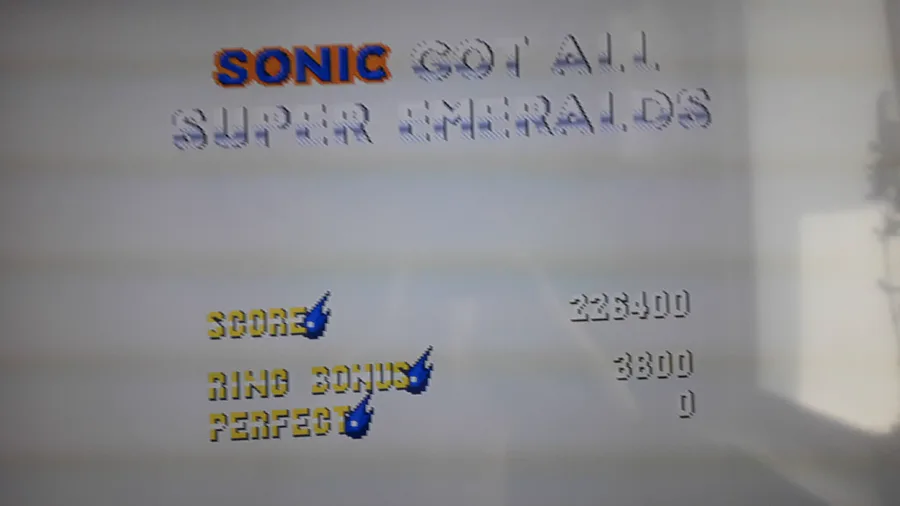 SONIC GOT ALL
SUPER EMERALDS
SCORE 226400
RING BONUS 3800
PERFECT 0